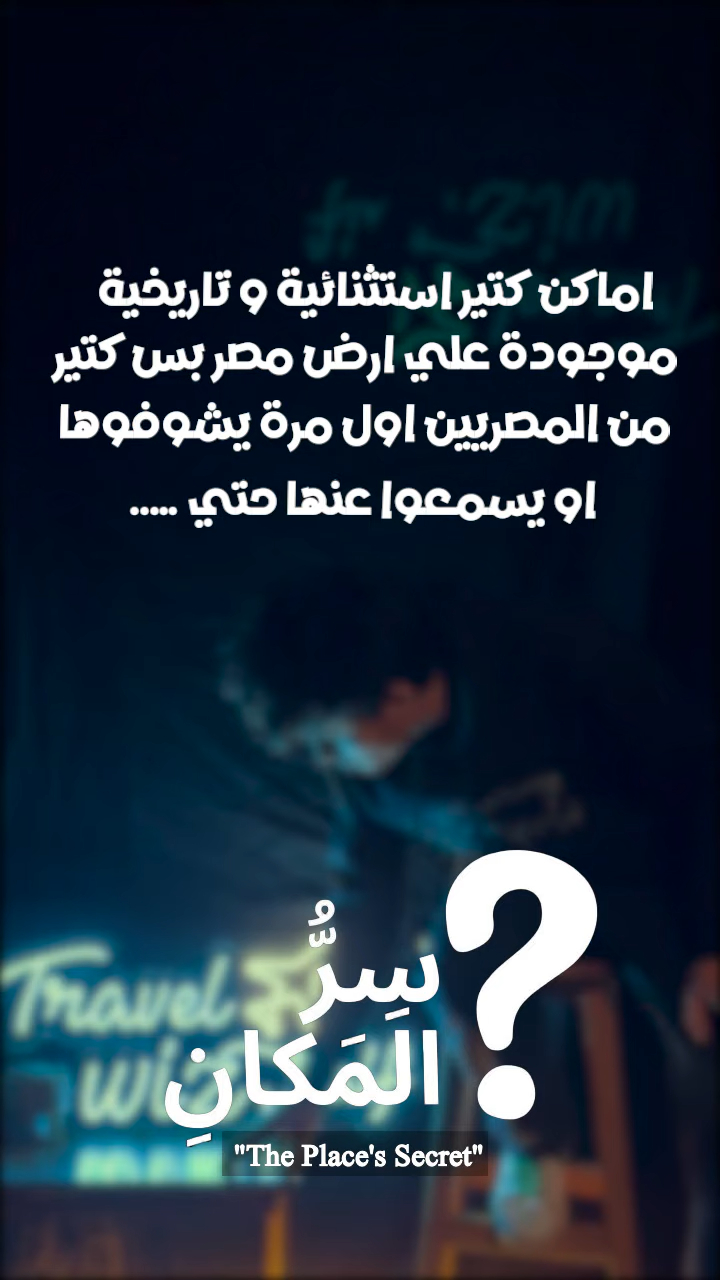 اماكن كتير استثنائية و تاريخية
موجودة علي ارض مصر بس كتير
من المصريين اول مرة يشوفوها
او يسمعوا عنها حتي .....
سِرُّ
المَكانِ
?
"The Place's Secret"
Travel